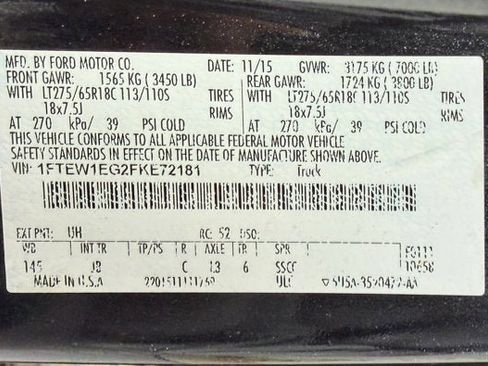 MFD. BY FORD MOTOR CO. DATE: 11/15 GVWR: 3175 KG ( 7000 LB)
FRONT GAWR: 1565 KG ( 3450 LB) REAR GAWR: 1724 KG ( 3800 LB)
WITH LT275/65R18C 113/110S TIRES WITH LT275/65R18C 113/110S TIRES
18x7.5J RIMS 18x7.5J RIMS
AT 270 kPa/ 39 PSI COLD AT 270 kPa/ 39 PSI COLD
THIS VEHICLE CONFORMS TO ALL APPLICABLE FEDERAL MOTOR VEHICLE
SAFETY STANDARDS IN EFFECT ON THE DATE OF MANUFACTURE SHOWN ABOVE.
VIN: 1FTEW1EG2FKE72181 TYPE: Truck
EXT PNT: UH RC: 52 DSO:
WB INT TR TP/PS R AXLE TR SPR
145 C L3 6 SSCF
MADE IN U.S.A ULC